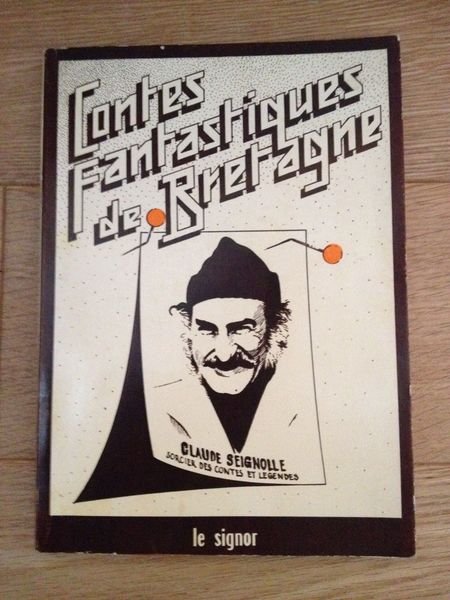 Contes
Fantastiques
de Bretagne
CLAUDE SEIGNOLLE
SORCIER DES CONTES ET LEGENDES
le signor